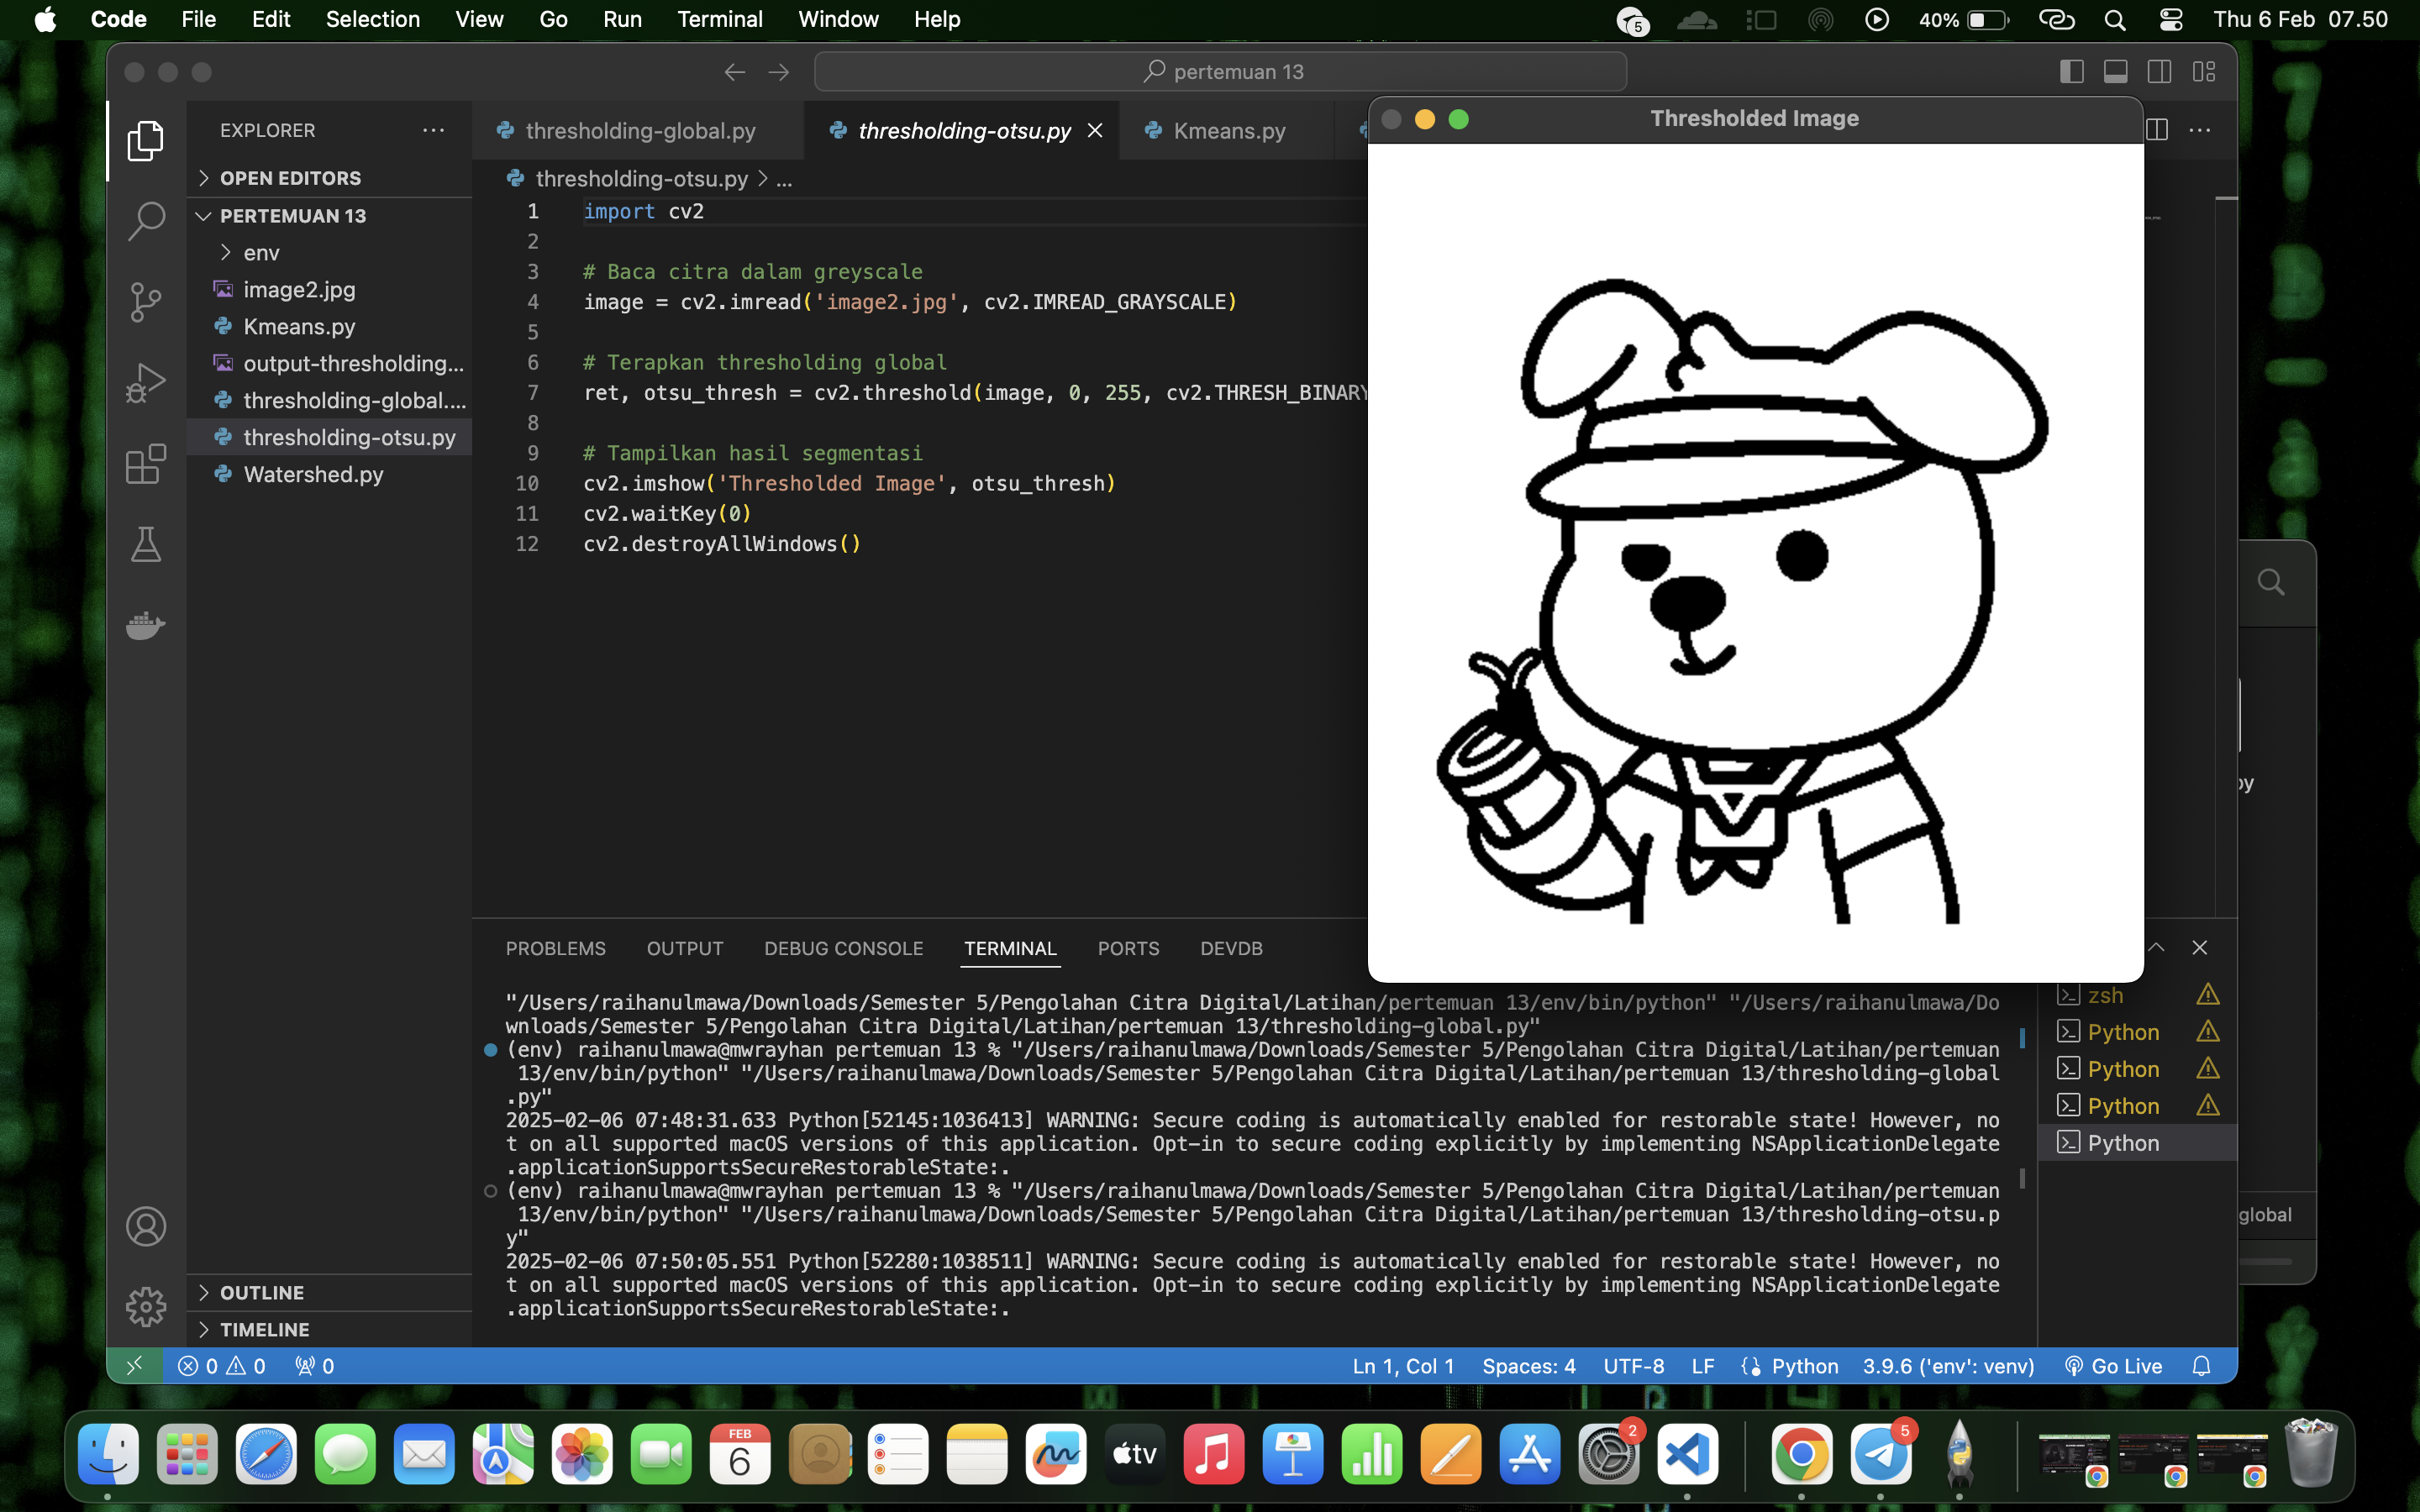 Code File Edit Selection View Go Run Terminal Window Help
5
40%
Thu 6 Feb 07.50
pertemuan 13
EXPLORER
OPEN EDITORS
PERTEMUAN 13
env
image2.jpg
Kmeans.py
output-thresholding...
thresholding-global....
thresholding-otsu.py
Watershed.py
OUTLINE
TIMELINE
thresholding-global.py
thresholding-otsu.py
Kmeans.py
thresholding-otsu.py > ...
1 import cv2
2
3 # Baca citra dalam greyscale
4 image = cv2.imread('image2.jpg', cv2.IMREAD_GRAYSCALE)
5
6 # Terapkan thresholding global
7 ret, otsu_thresh = cv2.threshold(image, 0, 255, cv2.THRESH_BINARY
8
9 # Tampilkan hasil segmentasi
10 cv2.imshow('Thresholded Image', otsu_thresh)
11 cv2.waitKey(0)
12 cv2.destroyAllWindows()
Thresholded Image
PROBLEMS OUTPUT DEBUG CONSOLE TERMINAL PORTS DEVDB
"/Users/raihanulmawa/Downloads/Semester 5/Pengolahan Citra Digital/Latihan/pertemuan 13/env/bin/python" "/Users/raihanulmawa/Do
wnloads/Semester 5/Pengolahan Citra Digital/Latihan/pertemuan 13/thresholding-global.py"
(env) raihanulmawa@mwrayhan pertemuan 13 % "/Users/raihanulmawa/Downloads/Semester 5/Pengolahan Citra Digital/Latihan/pertemuan
13/env/bin/python" "/Users/raihanulmawa/Downloads/Semester 5/Pengolahan Citra Digital/Latihan/pertemuan 13/thresholding-global
.py"
2025-02-06 07:48:31.633 Python[52145:1036413] WARNING: Secure coding is automatically enabled for restorable state! However, no
t on all supported macOS versions of this application. Opt-in to secure coding explicitly by implementing NSApplicationDelegate
.applicationSupportsSecureRestorableState:.
(env) raihanulmawa@mwrayhan pertemuan 13 % "/Users/raihanulmawa/Downloads/Semester 5/Pengolahan Citra Digital/Latihan/pertemuan
13/env/bin/python" "/Users/raihanulmawa/Downloads/Semester 5/Pengolahan Citra Digital/Latihan/pertemuan 13/thresholding-otsu.p
y"
2025-02-06 07:50:05.551 Python[52280:1038511] WARNING: Secure coding is automatically enabled for restorable state! However, no
t on all supported macOS versions of this application. Opt-in to secure coding explicitly by implementing NSApplicationDelegate
.applicationSupportsSecureRestorableState:.
zsh
Python
Python
Python
Python
py
global
0 0 0
Ln 1, Col 1 Spaces: 4 UTF-8 LF Python 3.9.6 ('env': venv) Go Live
FEB
6
tv
2
5